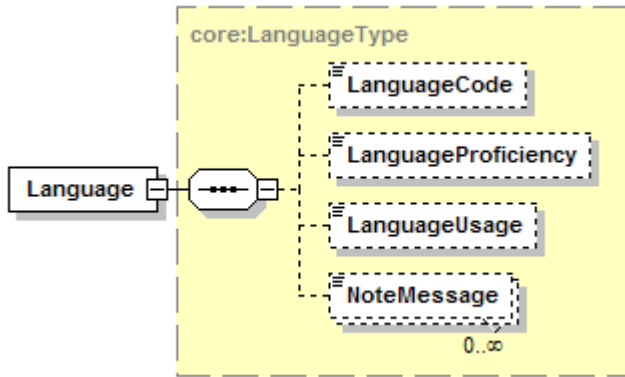 core:LanguageType
LanguageCode
LanguageProficiency
Language
LanguageUsage
NoteMessage
0..∞